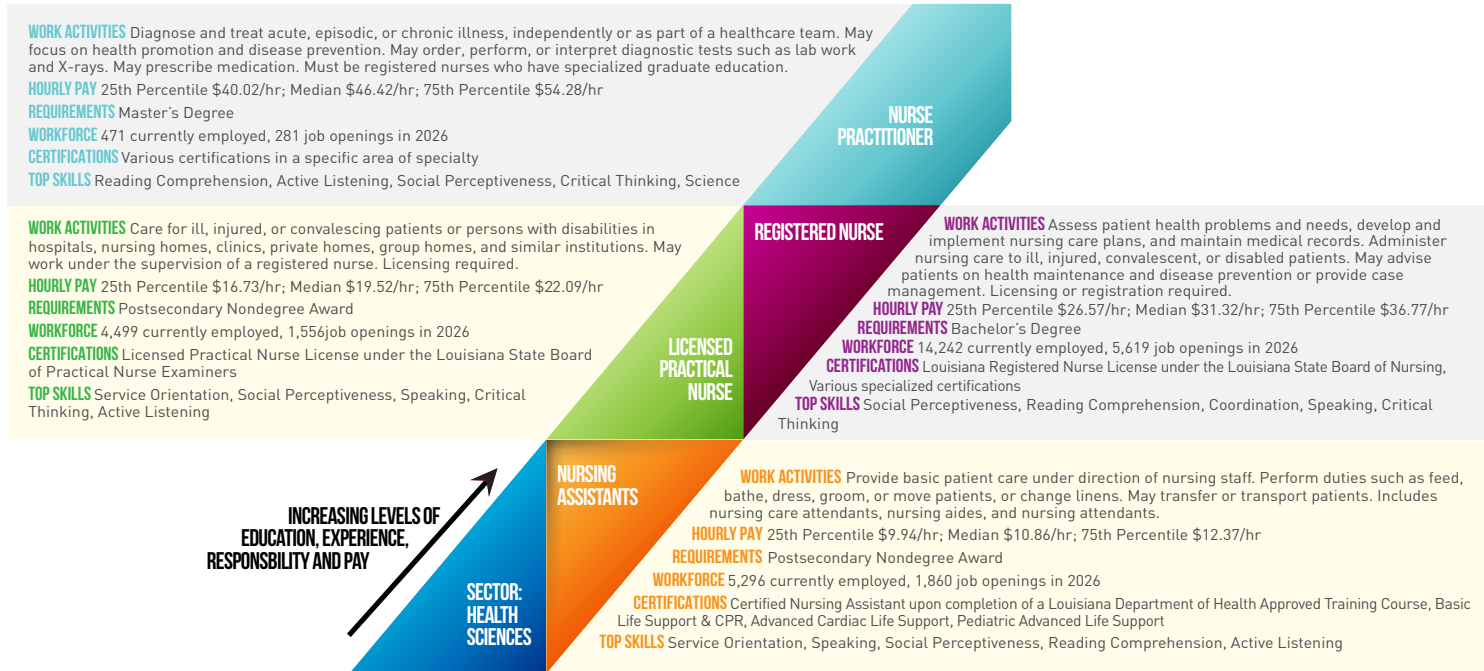 WORK ACTIVITIES Diagnose and treat acute, episodic, or chronic illness, independently or as part of a healthcare team. May
focus on health promotion and disease prevention. May order, perform, or interpret diagnostic tests such as lab work
and X-rays. May prescribe medication. Must be registered nurses who have specialized graduate education.
HOURLY PAY 25th Percentile $40.02/hr; Median $46.42/hr; 75th Percentile $54.28/hr
REQUIREMENTS Master's Degree
WORKFORCE 471 currently employed, 281 job openings in 2026
CERTIFICATIONS Various certifications in a specific area of specialty
TOP SKILLS Reading Comprehension, Active Listening, Social Perceptiveness, Critical Thinking, Science
NURSE
PRACTITIONER
WORK ACTIVITIES Care for ill, injured, or convalescing patients or persons with disabilities in
hospitals, nursing homes, clinics, private homes, group homes, and similar institutions. May
work under the supervision of a registered nurse. Licensing required.
HOURLY PAY 25th Percentile $16.73/hr; Median $19.52/hr; 75th Percentile $22.09/hr
REQUIREMENTS Postsecondary Nondegree Award
WORKFORCE 4,499 currently employed, 1,556job openings in 2026
CERTIFICATIONS Licensed Practical Nurse License under the Louisiana State Board
of Practical Nurse Examiners
TOP SKILLS Service Orientation, Social Perceptiveness, Speaking, Critical
Thinking, Active Listening
LICENSED
PRACTICAL
NURSE
REGISTERED NURSE
WORK ACTIVITIES Assess patient health problems and needs, develop and
implement nursing care plans, and maintain medical records. Administer
nursing care to ill, injured, convalescent, or disabled patients. May advise
patients on health maintenance and disease prevention or provide case
management. Licensing or registration required.
HOURLY PAY 25th Percentile $26.57/hr; Median $31.32/hr; 75th Percentile $36.77/hr
REQUIREMENTS Bachelor's Degree
WORKFORCE 14,242 currently employed, 5,619 job openings in 2026
CERTIFICATIONS Louisiana Registered Nurse License under the Louisiana State Board of Nursing,
Various specialized certifications
TOP SKILLS Social Perceptiveness, Reading Comprehension, Coordination, Speaking, Critical
Thinking
INCREASING LEVELS OF
EDUCATION, EXPERIENCE,
RESPONSBILITY AND PAY
SECTOR:
HEALTH
SCIENCES
NURSING
ASSISTANTS
WORK ACTIVITIES Provide basic patient care under direction of nursing staff. Perform duties such as feed,
bathe, dress, groom, or move patients, or change linens. May transfer or transport patients. Includes
nursing care attendants, nursing aides, and nursing attendants.
HOURLY PAY 25th Percentile $9.94/hr; Median $10.86/hr; 75th Percentile $12.37/hr
REQUIREMENTS Postsecondary Nondegree Award
WORKFORCE 5,296 currently employed, 1,860 job openings in 2026
CERTIFICATIONS Certified Nursing Assistant upon completion of a Louisiana Department of Health Approved Training Course, Basic
Life Support & CPR, Advanced Cardiac Life Support, Pediatric Advanced Life Support
TOP SKILLS Service Orientation, Speaking, Social Perceptiveness, Reading Comprehension, Active Listening